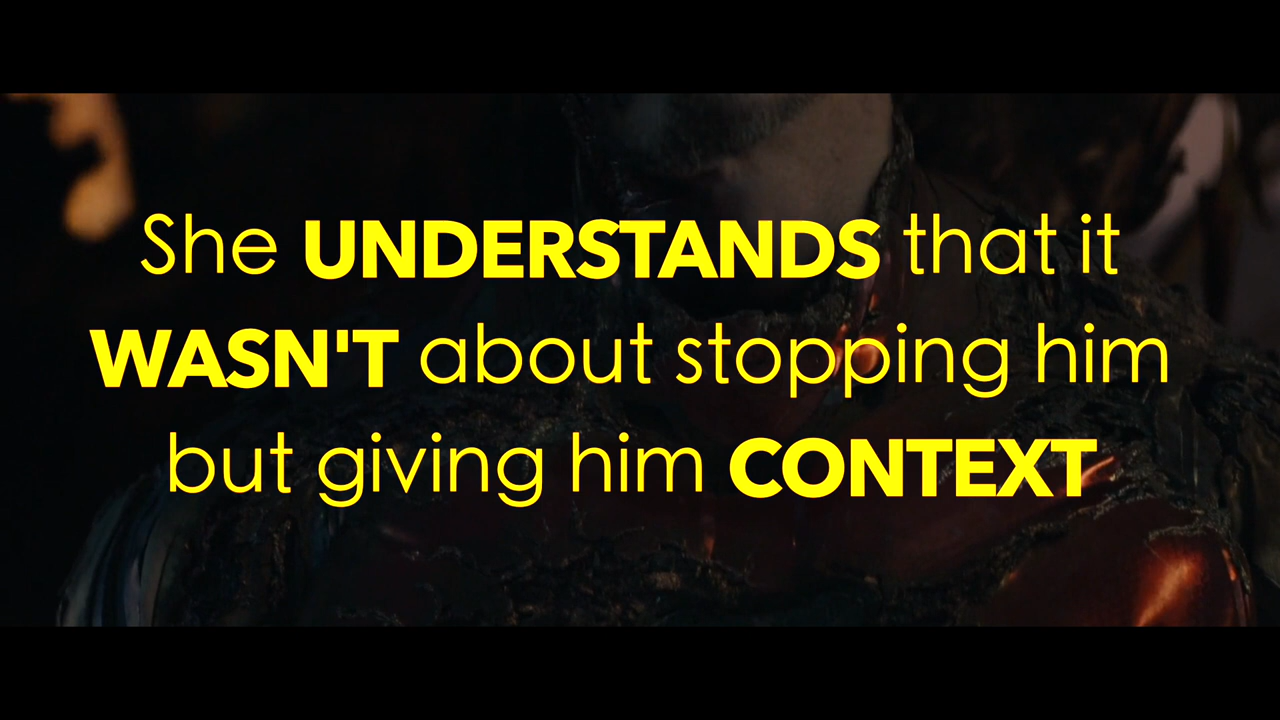 She UNDERSTANDS that it
WASN'T about stopping him
but giving him CONTEXT